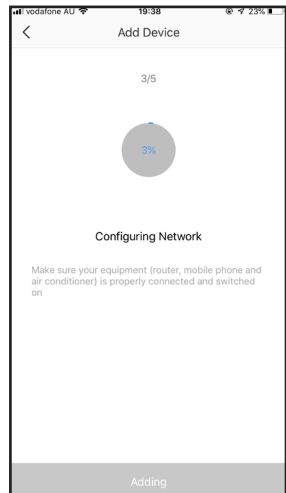 vodafone AU 19:38 23%
Add Device
3/5
3%
Configuring Network
Make sure your equipment (router, mobile phone and
air conditioner) is properly connected and switched
on
Adding